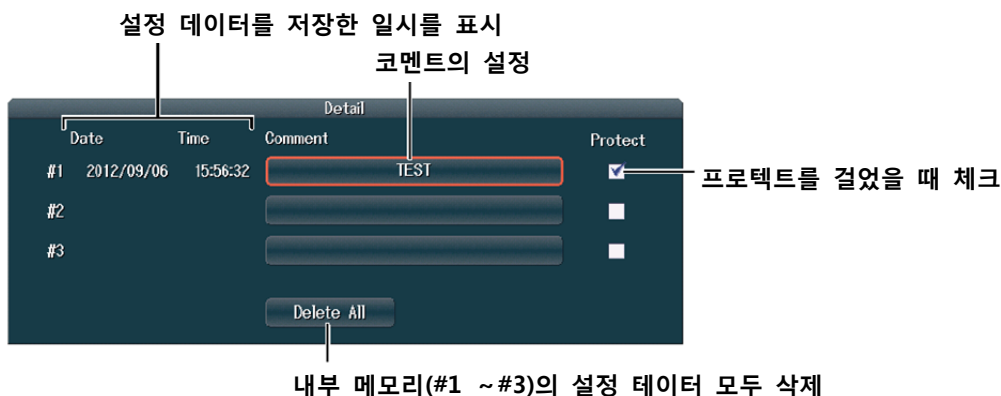 설정 데이터를 저장한 일시를 표시
코멘트의 설정
Detail
Date Time Comment Protect
#1 2012/09/06 15:56:32 TEST
프로텍트를 걸었을 때 체크
#2
#3
Delete All
내부 메모리(#1 ~#3)의 설정 테이터 모두 삭제